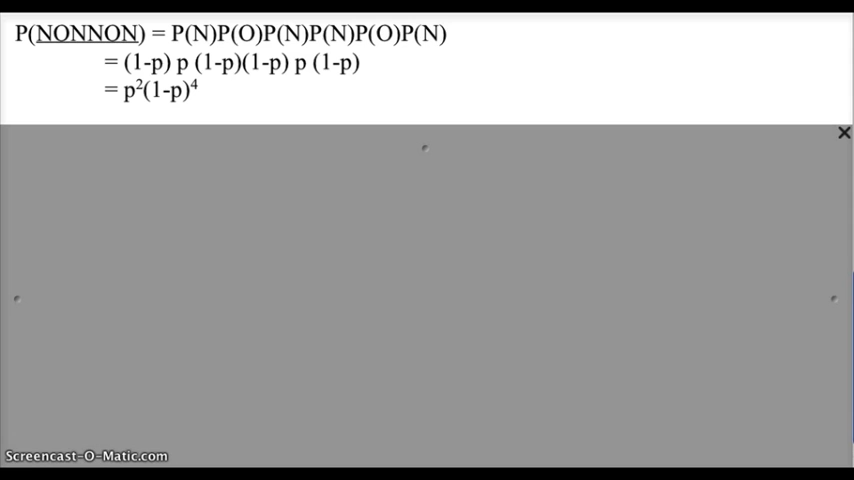 P(NONNON) = P(N)P(O)P(N)P(N)P(O)P(N)
= (1-p) p (1-p)(1-p) p (1-p)
= p²(1-p)⁴
Screencast-O-Matic.com